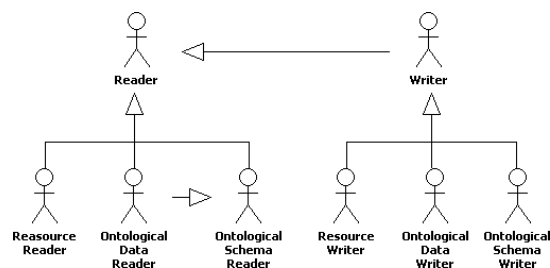 Reader
Writer
Reasource
Reader
Ontological
Data
Reader
Ontological
Schema
Reader
Resource
Writer
Ontological
Data
Writer
Ontological
Schema
Writer